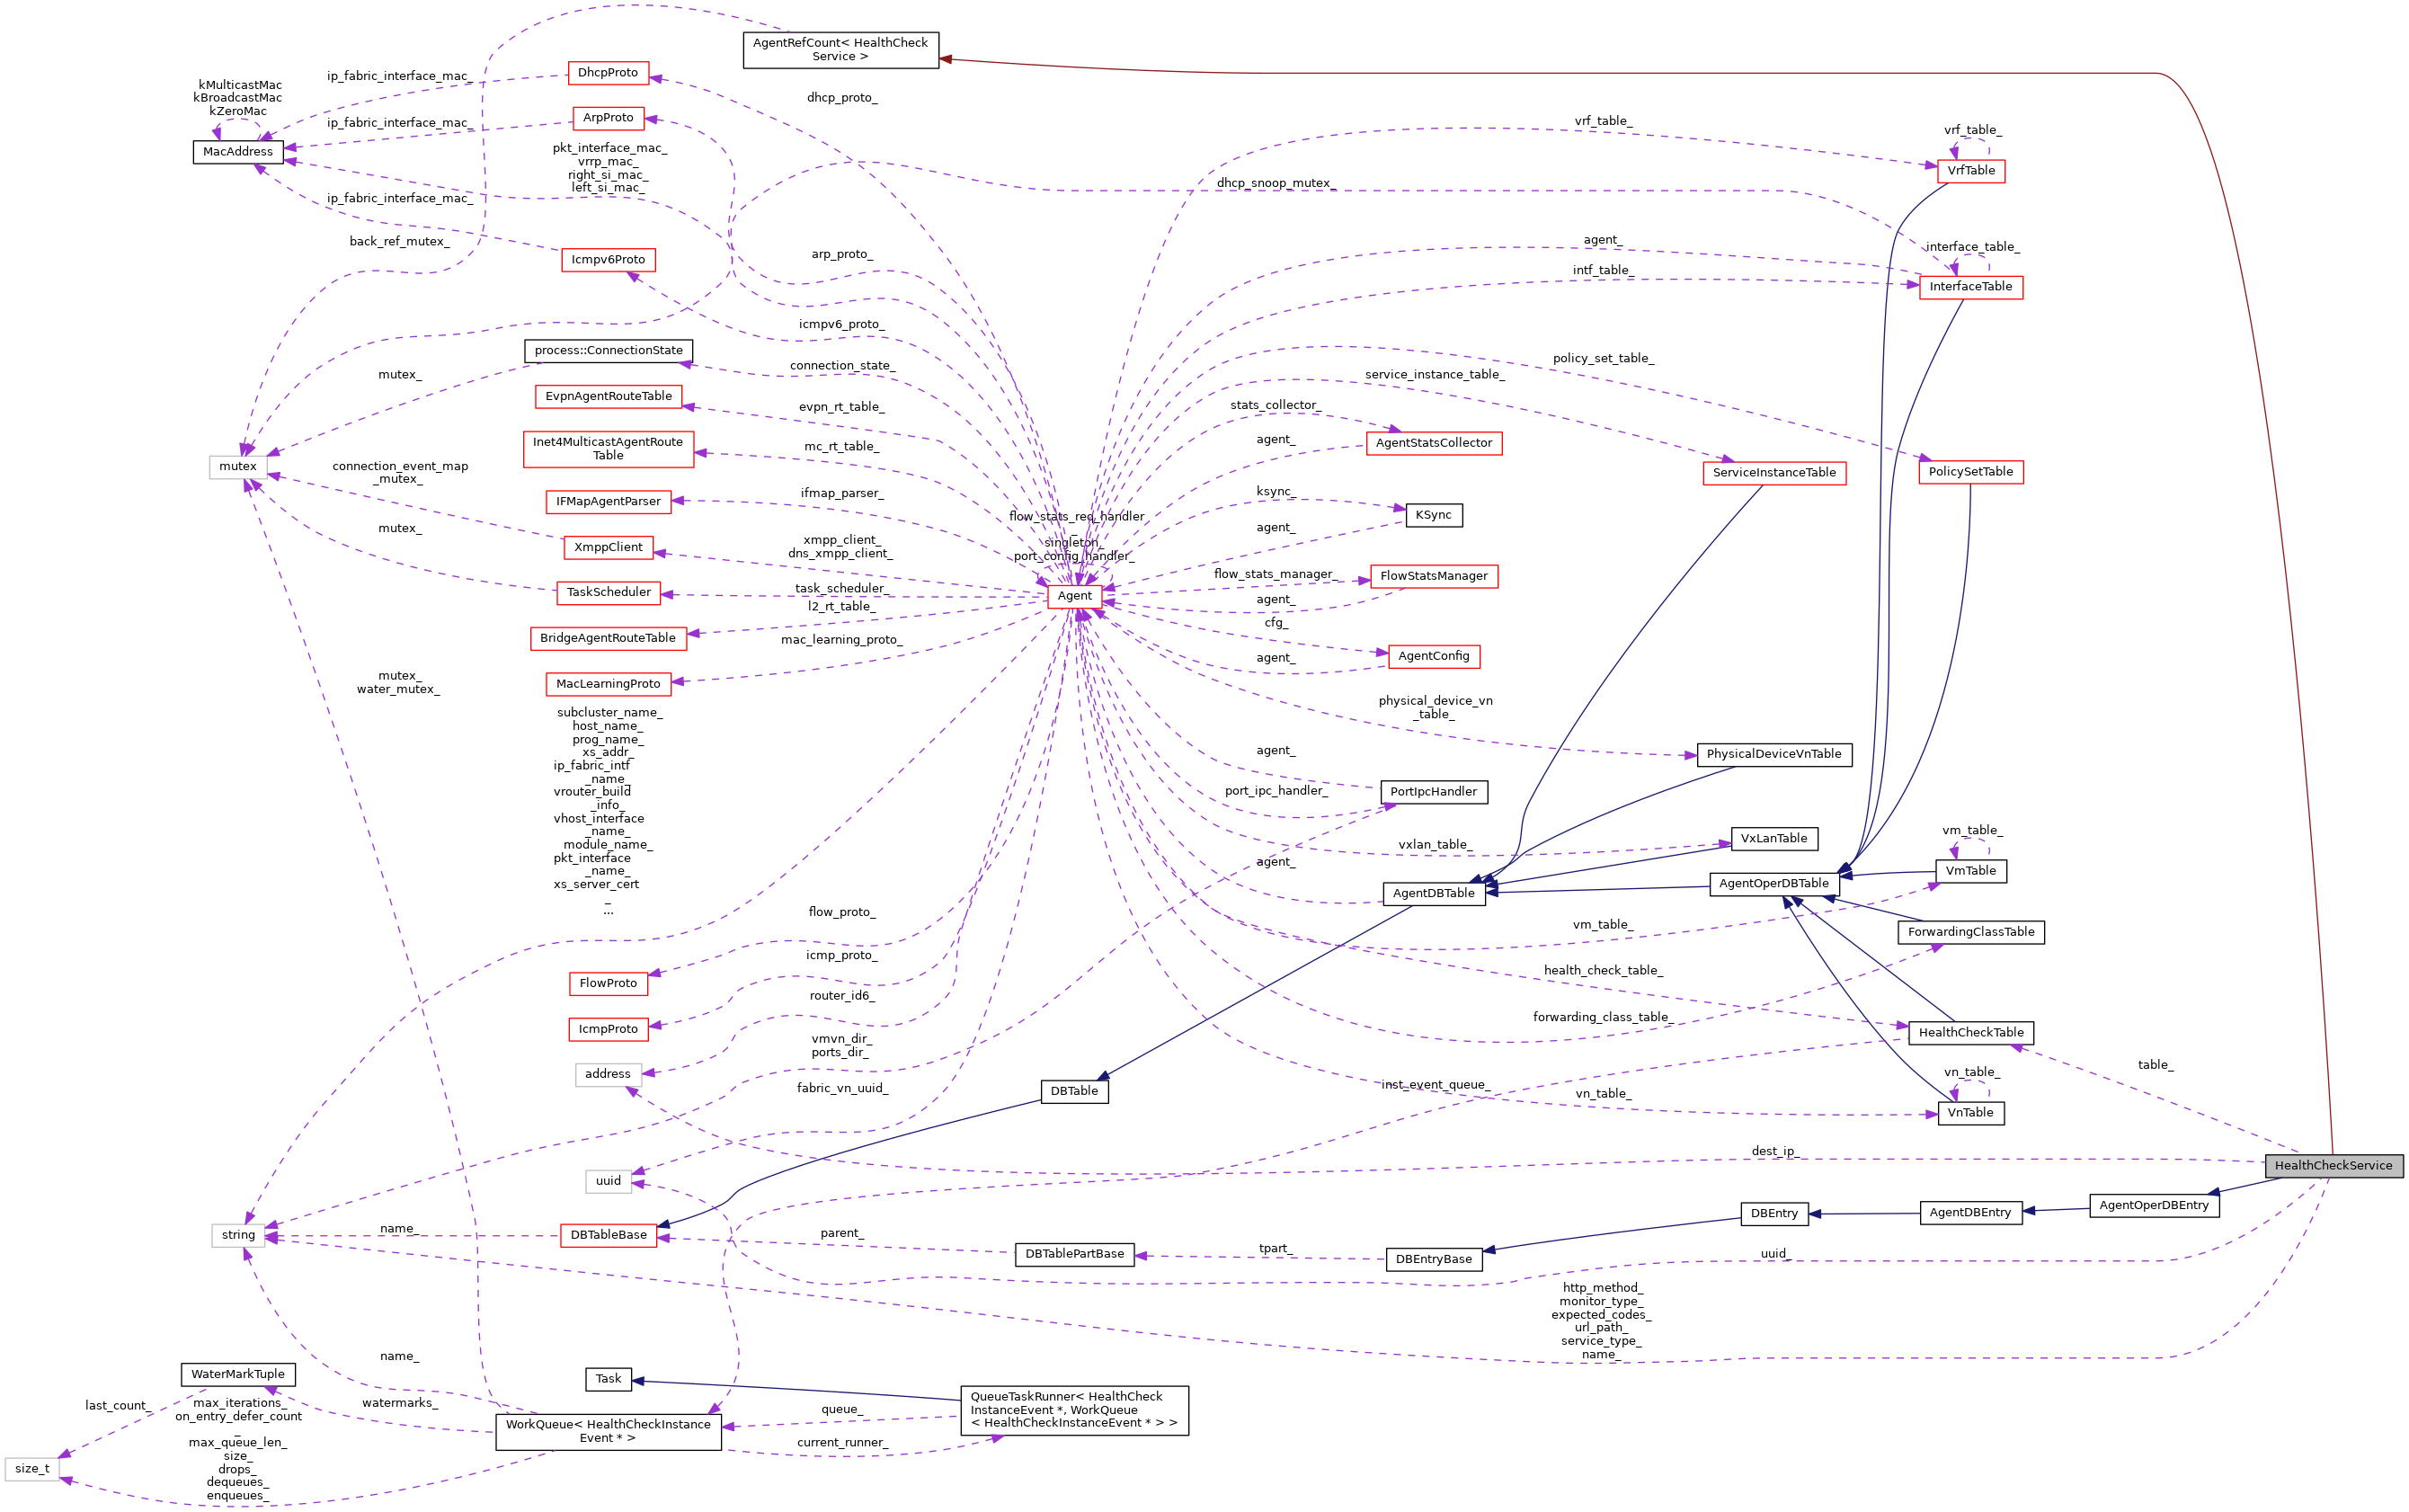 AgentRefCount< HealthCheck
Service >
DhcpProto
ip_fabric_interface_mac_
kMulticastMac
kBroadcastMac
kZeroMac
dhcp_proto_
ArpProto
ip_fabric_interface_mac_
vrf_table_
vrf_table_
MacAddress
pkt_interface_mac_
vrrp_mac_
right_si_mac_
left_si_mac_
VrfTable
dhcp_snoop_mutex_
ip_fabric_interface_mac_
back_ref_mutex_
agent_
interface_table_
arp_proto_
Icmpv6Proto
intf_table_
InterfaceTable
icmpv6_proto_
process::ConnectionState
policy_set_table_
connection_state_
mutex_
service_instance_table_
EvpnAgentRouteTable
evpn_rt_table_
stats_collector_
Inet4MulticastAgentRoute
Table
mc_rt_table_
agent_
AgentStatsCollector
mutex
connection_event_map
_mutex_
ServiceInstanceTable
PolicySetTable
IFMapAgentParser
ifmap_parser_
ksync_
flow_stats_req_handler
_
KSync
mutex_
agent_
XmppClient
xmpp_client_
dns_xmpp_client_
singleton_
port_config_handler_
flow_stats_manager_
FlowStatsManager
TaskScheduler
task_scheduler_
Agent
agent_
l2_rt_table_
cfg_
BridgeAgentRouteTable
mac_learning_proto_
agent_
AgentConfig
mutex_
water_mutex_
MacLearningProto
physical_device_vn
_table_
subcluster_name_
host_name_
prog_name_
xs_addr_
ip_fabric_intf
_name_
vrouter_build
_info_
vhost_interface
_name_
module_name_
pkt_interface
_name_
xs_server_cert
_
...
agent_
PhysicalDeviceVnTable
port_ipc_handler_
PortIpcHandler
vxlan_table_
VxLanTable
vm_table_
agent_
VmTable
AgentDBTable
AgentOperDBTable
flow_proto_
vm_table_
ForwardingClassTable
icmp_proto_
health_check_table_
FlowProto
router_id6_
forwarding_class_table_
IcmpProto
HealthCheckTable
vmvn_dir_
ports_dir_
address
table_
vn_table_
fabric_vn_uuid_
DBTable
inst_event_queue_
vn_table_
VnTable
dest_ip_
HealthCheckService
uuid
AgentOperDBEntry
AgentDBEntry
DBEntry
string
name_
DBTableBase
parent_
DBTablePartBase
tpart_
DBEntryBase
uuid_
http_method_
monitor_type_
expected_codes_
url_path_
service_type_
name_
name_
WaterMarkTuple
Task
last_count_
max_iterations_
on_entry_defer_count
_
max_queue_len_
size_
drops_
dequeues_
enqueues_
watermarks_
WorkQueue< HealthCheckInstance
Event * >
queue_
current_runner_
QueueTaskRunner< HealthCheck
InstanceEvent *, WorkQueue
< HealthCheckInstanceEvent * > >
size_t